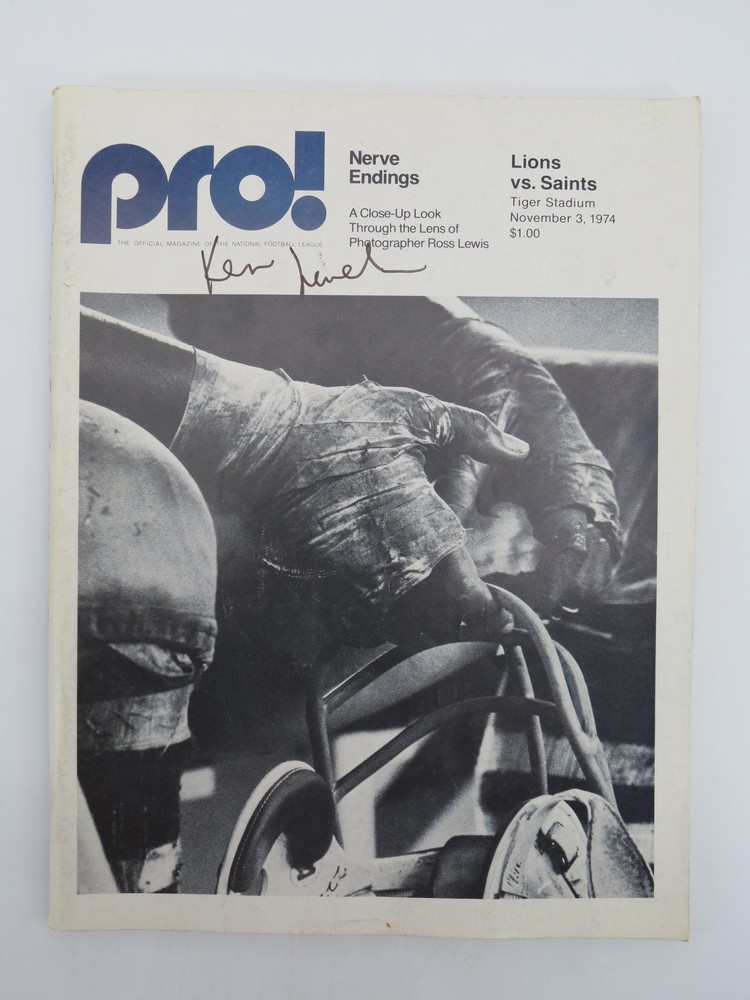 pro!
THE OFFICIAL MAGAZINE OF THE NATIONAL FOOTBALL LEAGUE
Nerve
Endings
A Close-Up Look
Through the Lens of
Photographer Ross Lewis
Lions
vs. Saints
Tiger Stadium
November 3, 1974
$1.00
Ken